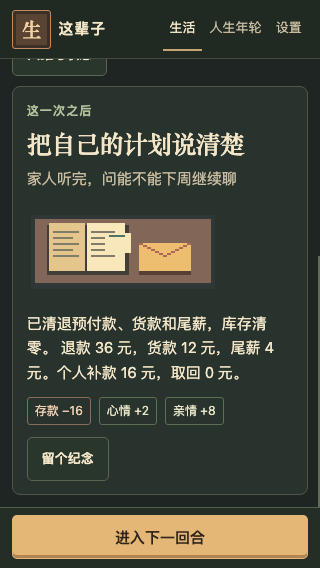 生
这辈子
生活
人生年轮
设置
这一次之后
把自己的计划说清楚
家人听完，问能不能下周继续聊
已清退预付款、货款和尾薪，库存清
零。 退款 36 元，货款 12 元，尾薪 4
元。个人补款 16 元，取回 0 元。
存款 −16
心情 +2
亲情 +8
留个纪念
进入下一回合